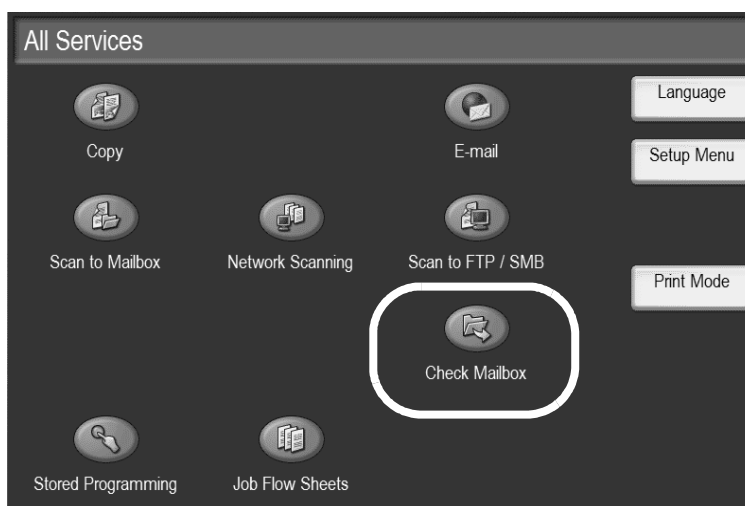 All Services
Copy
E-mail
Language
Setup Menu
Scan to Mailbox
Network Scanning
Scan to FTP / SMB
Print Mode
Check Mailbox
Stored Programming
Job Flow Sheets